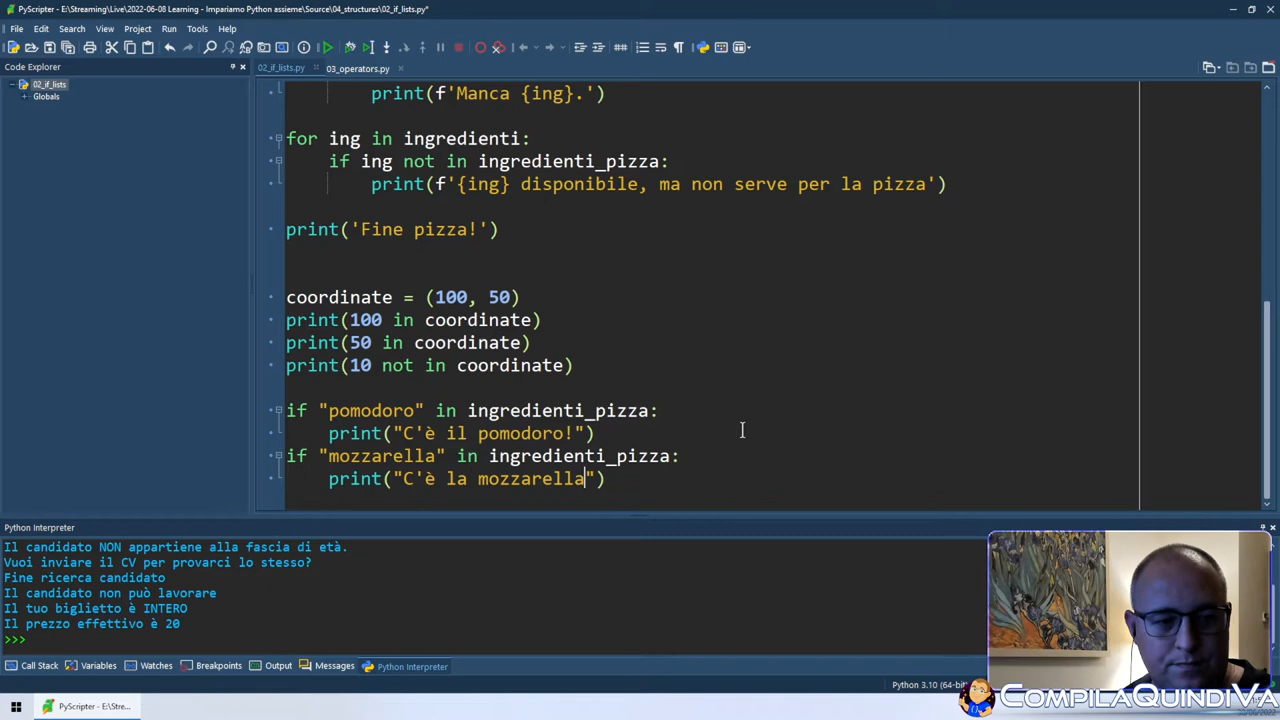 PyScripter - E:\Streaming\Live\2022-06-08 Learning - Impariamo Python assieme\Source\04_structures\02_if_lists.py*
File Edit Search View Project Run Tools Help
Code Explorer
02_if_lists
Globals
02_if_lists.py
03_operators.py
print(f'Manca {ing}.')
for ing in ingredienti:
if ing not in ingredienti_pizza:
print(f'{ing} disponibile, ma non serve per la pizza')
print('Fine pizza!')
coordinate = (100, 50)
print(100 in coordinate)
print(50 in coordinate)
print(10 not in coordinate)
if "pomodoro" in ingredienti_pizza:
print("C'è il pomodoro!")
if "mozzarella" in ingredienti_pizza:
print("C'è la mozzarella")
Python Interpreter
Il candidato NON appartiene alla fascia di età.
Vuoi inviare il CV per provarci lo stesso?
Fine ricerca candidato
Il candidato non può lavorare
Il tuo biglietto è INTERO
Il prezzo effettivo è 20
>>>
Call Stack Variables Watches Breakpoints Output Messages Python Interpreter
Python 3.10 (64-bit)
PyScripter - E:\Stre...
CompilaQuindiVa